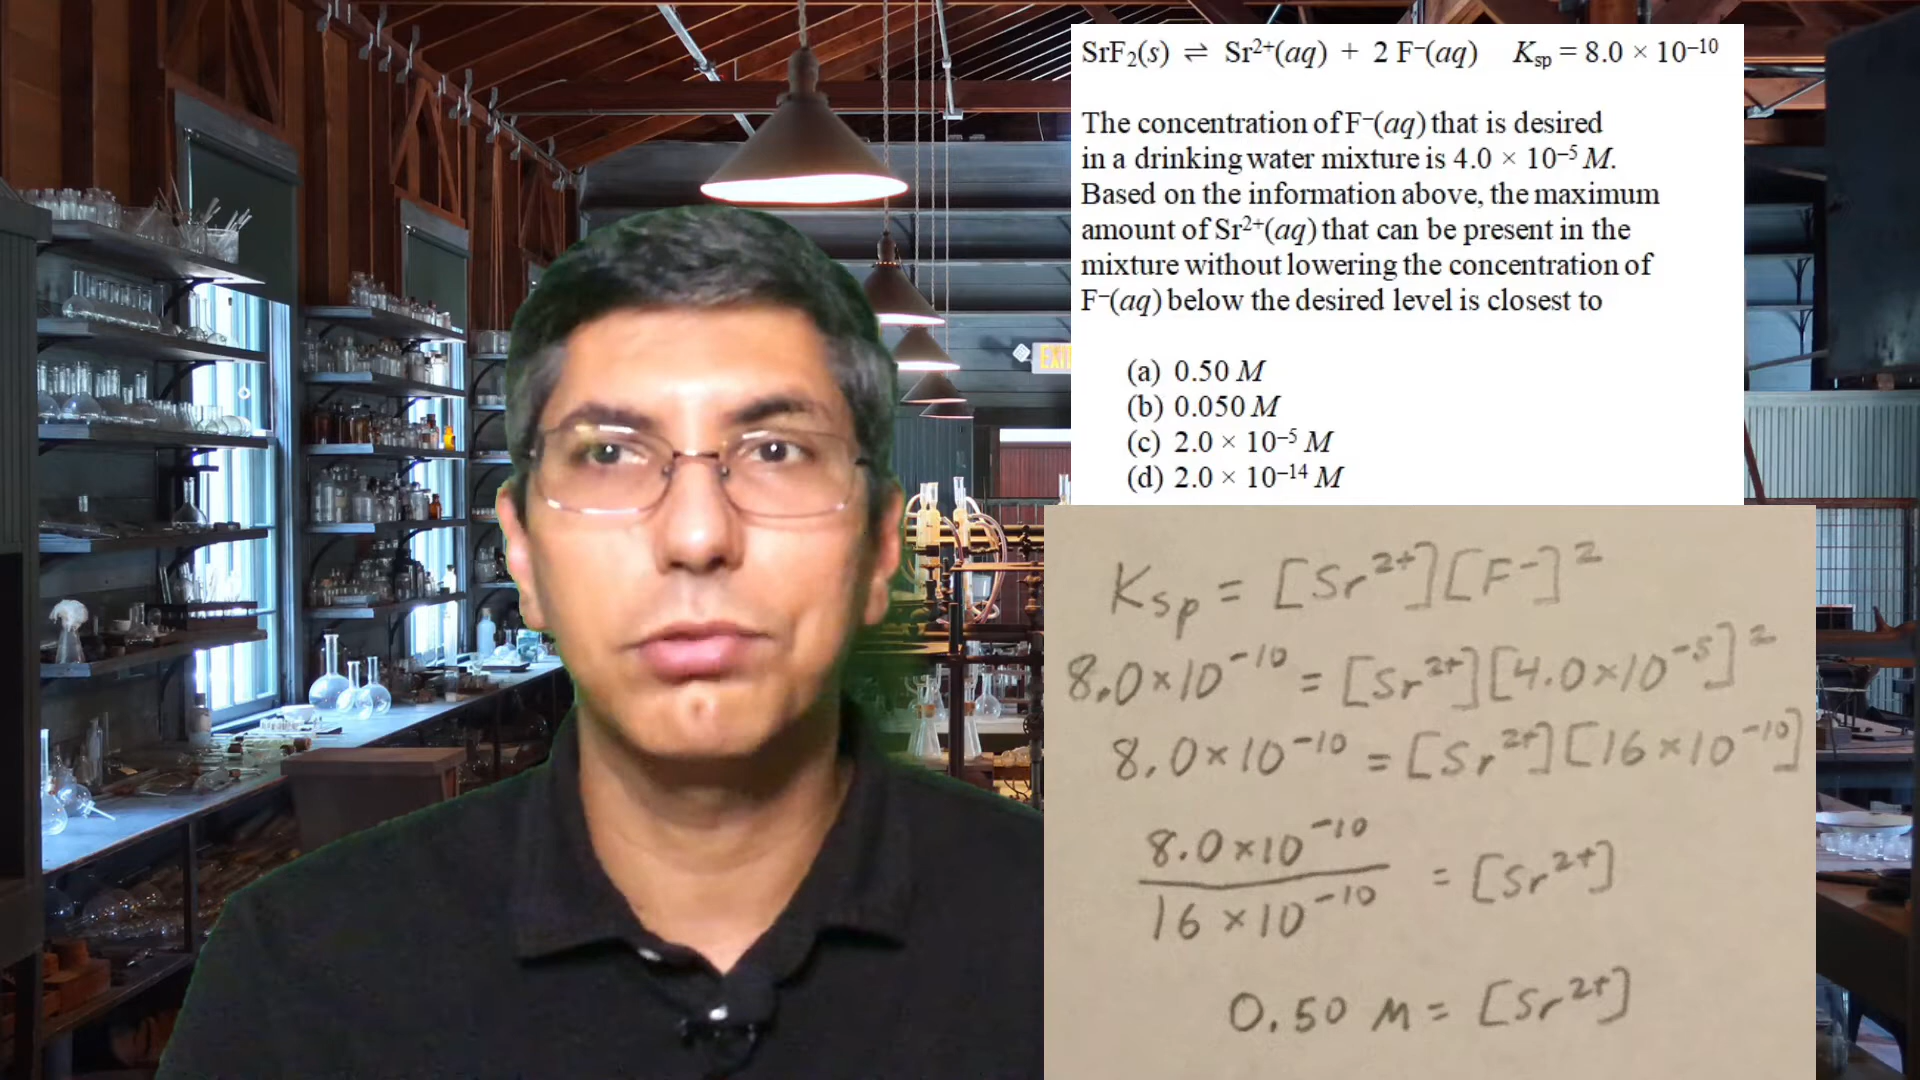 SrF₂(s) ⇌ Sr²⁺(aq) + 2 F⁻(aq) Ksp = 8.0 × 10⁻¹⁰
The concentration of F⁻(aq) that is desired
in a drinking water mixture is 4.0 × 10⁻⁵ M.
Based on the information above, the maximum
amount of Sr²⁺(aq) that can be present in the
mixture without lowering the concentration of
F⁻(aq) below the desired level is closest to
(a) 0.50 M
(b) 0.050 M
(c) 2.0 × 10⁻⁵ M
(d) 2.0 × 10⁻¹⁴ M
EXIT
Ksp = [Sr²⁺][F⁻]²
8.0×10⁻¹⁰ = [Sr²⁺][4.0×10⁻⁵]²
8.0×10⁻¹⁰ = [Sr²⁺][16×10⁻¹⁰]
8.0×10⁻¹⁰
16×10⁻¹⁰ = [Sr²⁺]
0.50 M = [Sr²⁺]